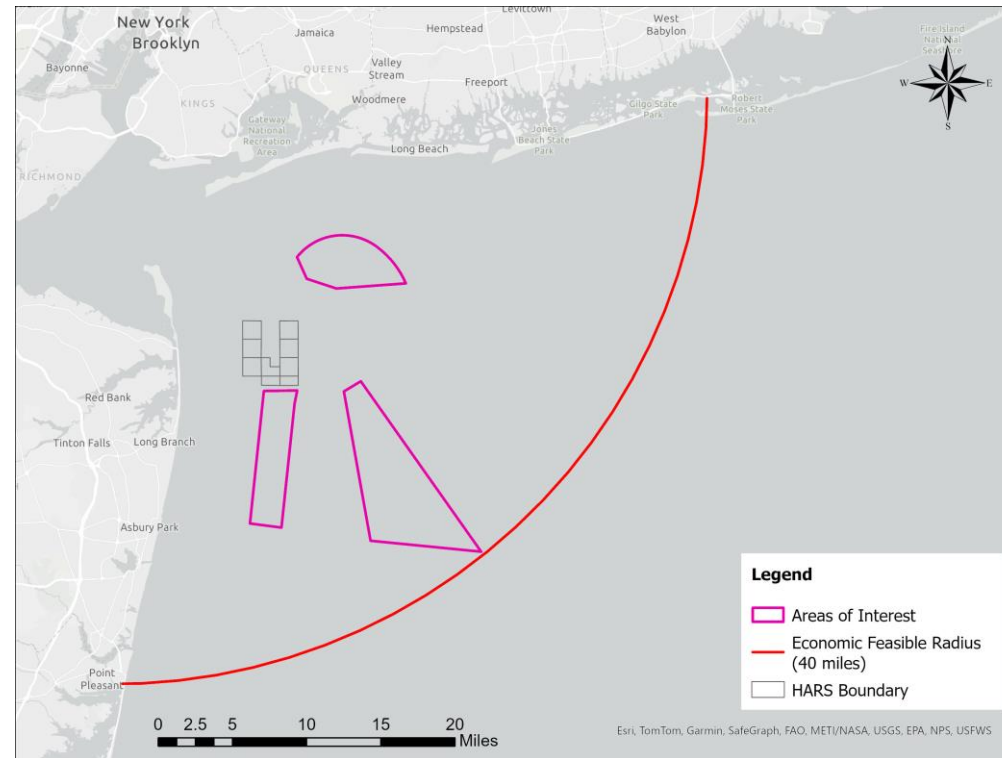 New York
Brooklyn
Bayonne
Jamaica
Hempstead
Levittown
West
Babylon
Fire Island
National
Seashore
QUEENS
Valley
Stream
Freeport
Woodmere
KINGS
Gateway
National
Recreation
Area
Long Beach
Jones
Beach State
Park
Gilgo State
Park
Robert
Moses State
Park
N
W
E
S
RICHMOND
Red Bank
Tinton Falls
Long Branch
Asbury Park
Point
Pleasant
Legend
Areas of Interest
Economic Feasible Radius
(40 miles)
HARS Boundary
0 2.5 5 10 15 20
Miles
Esri, TomTom, Garmin, SafeGraph, FAO, METI/NASA, USGS, EPA, NPS, USFWS